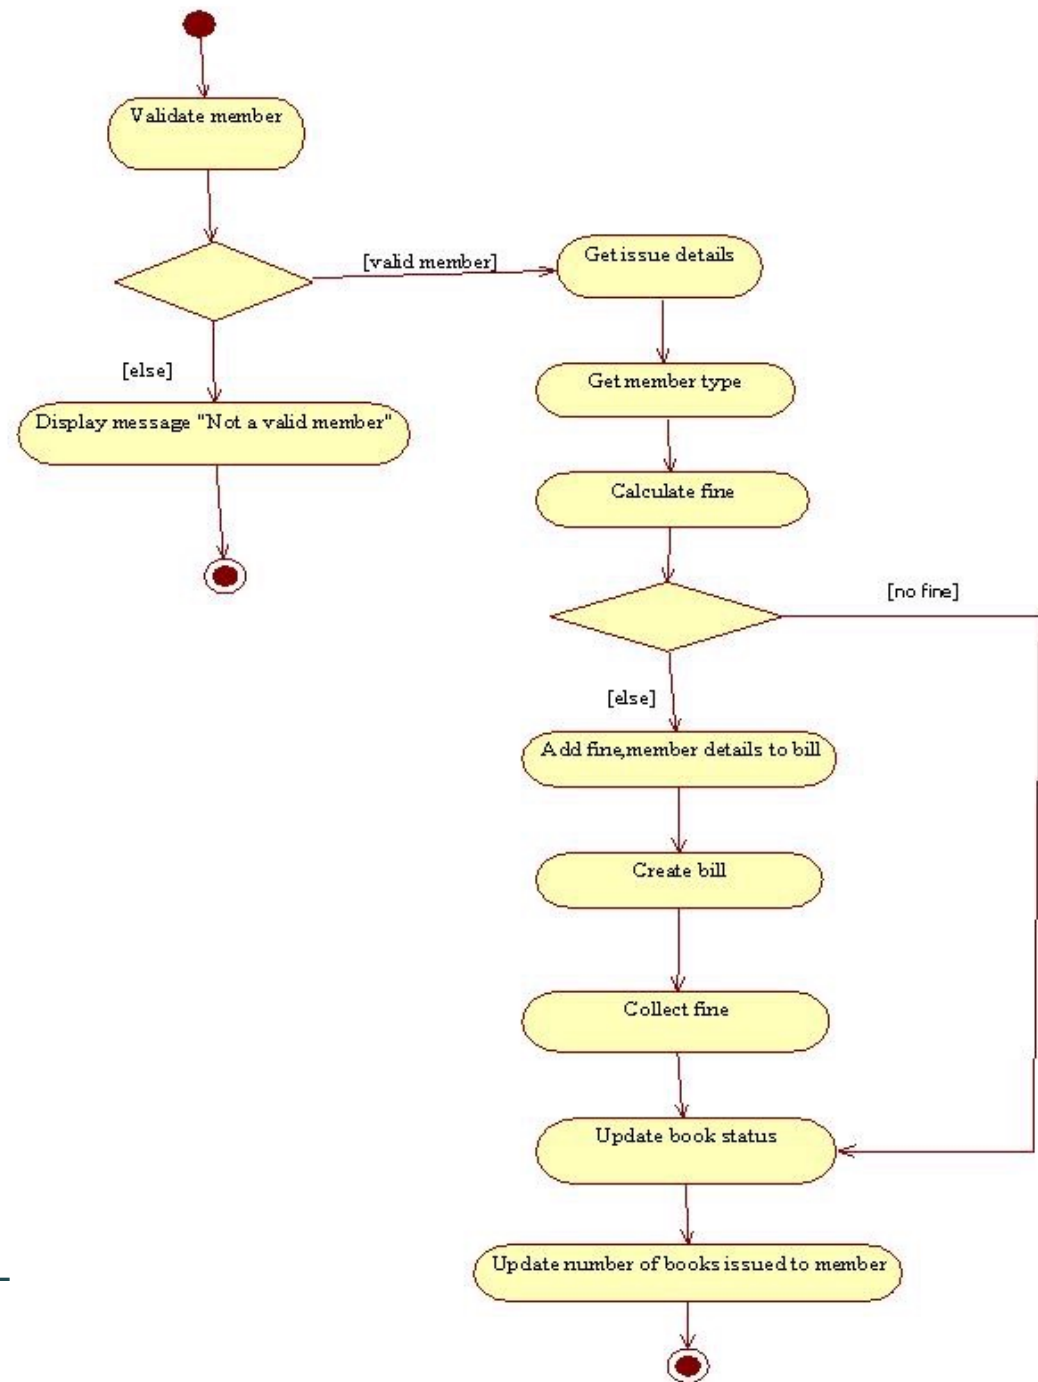 Validate member
[valid member]
Get issue details
[else]
Get member type
Display message "Not a valid member"
Calculate fine
[no fine]
[else]
Add fine,member details to bill
Create bill
Collect fine
Update book status
Update number of books issued to member